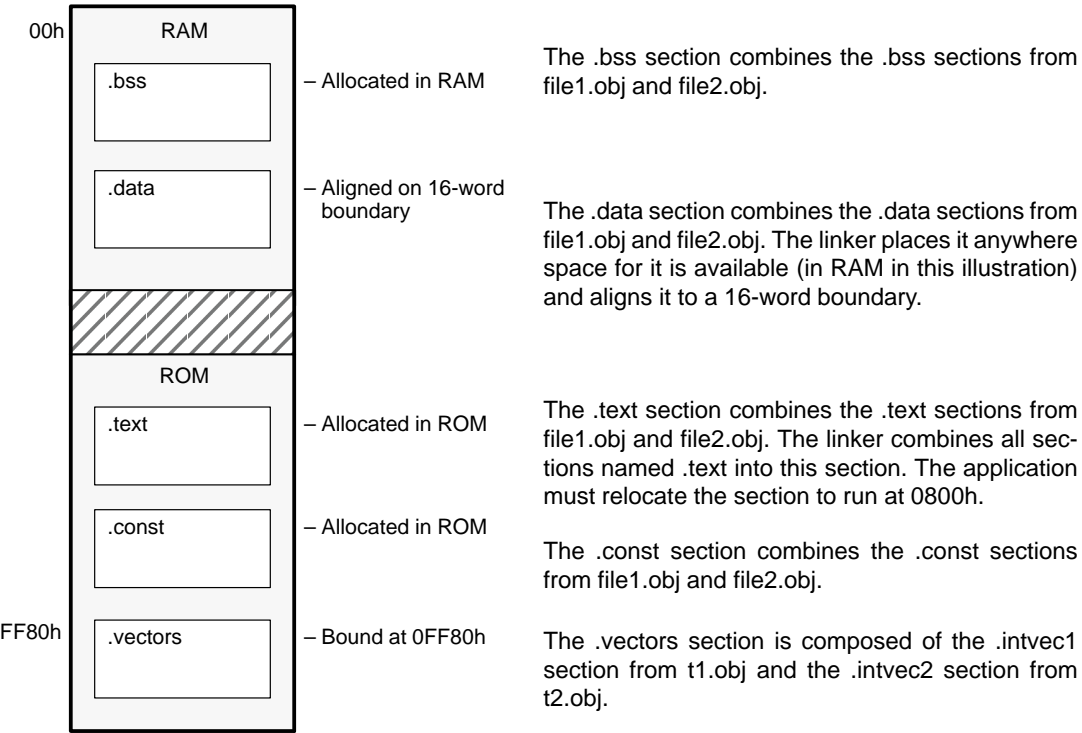 00h
RAM
.bss
– Allocated in RAM
The .bss section combines the .bss sections from
file1.obj and file2.obj.
.data
– Aligned on 16-word
boundary
The .data section combines the .data sections from
file1.obj and file2.obj. The linker places it anywhere
space for it is available (in RAM in this illustration)
and aligns it to a 16-word boundary.
ROM
.text
– Allocated in ROM
The .text section combines the .text sections from
file1.obj and file2.obj. The linker combines all sec-
tions named .text into this section. The application
must relocate the section to run at 0800h.
.const
– Allocated in ROM
The .const section combines the .const sections
from file1.obj and file2.obj.
FF80h
.vectors
– Bound at 0FF80h
The .vectors section is composed of the .intvec1
section from t1.obj and the .intvec2 section from
t2.obj.